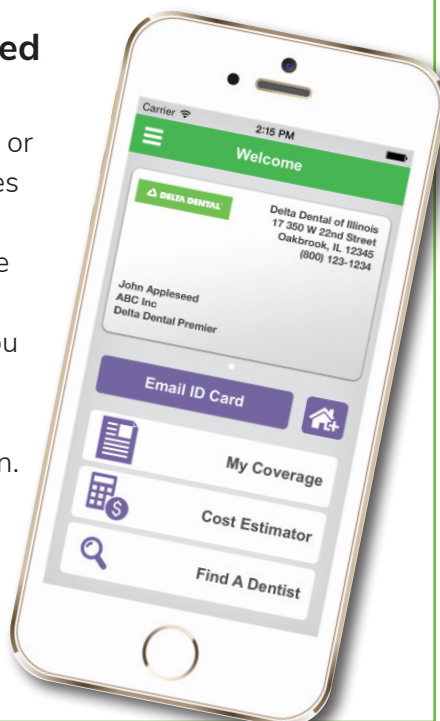 ed
or
es
e
ou
n.
Carrier
2:15 PM
Welcome
DELTA DENTAL
Delta Dental of Illinois
17 350 W 22nd Street
Oakbrook, IL 12345
(800) 123-1234
John Appleseed
ABC Inc
Delta Dental Premier
Email ID Card
My Coverage
$
Cost Estimator
Find A Dentist